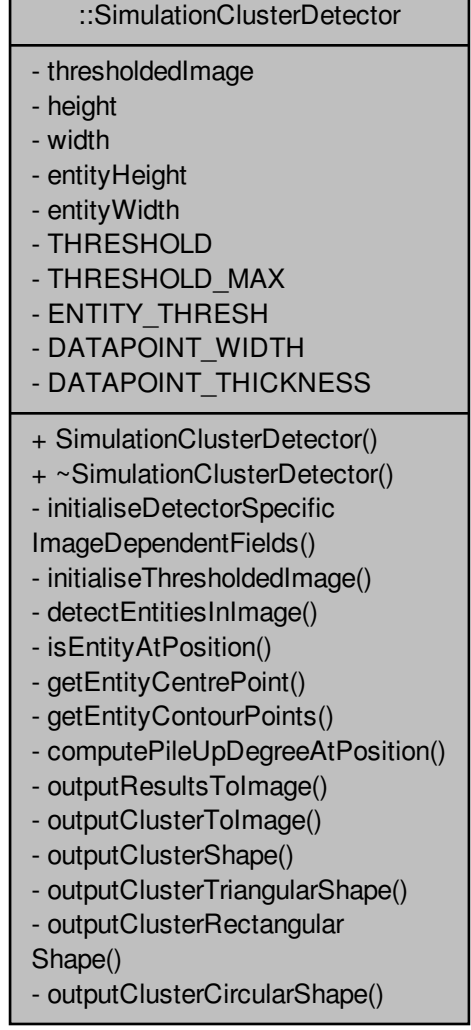 ::SimulationClusterDetector
- thresholdedImage
- height
- width
- entityHeight
- entityWidth
- THRESHOLD
- THRESHOLD_MAX
- ENTITY_THRESH
- DATAPOINT_WIDTH
- DATAPOINT_THICKNESS
+ SimulationClusterDetector()
+ ~SimulationClusterDetector()
- initialiseDetectorSpecific
ImageDependentFields()
- initialiseThresholdedImage()
- detectEntitiesInImage()
- isEntityAtPosition()
- getEntityCentrePoint()
- getEntityContourPoints()
- computePileUpDegreeAtPosition()
- outputResultsToImage()
- outputClusterToImage()
- outputClusterShape()
- outputClusterTriangularShape()
- outputClusterRectangular
Shape()
- outputClusterCircularShape()